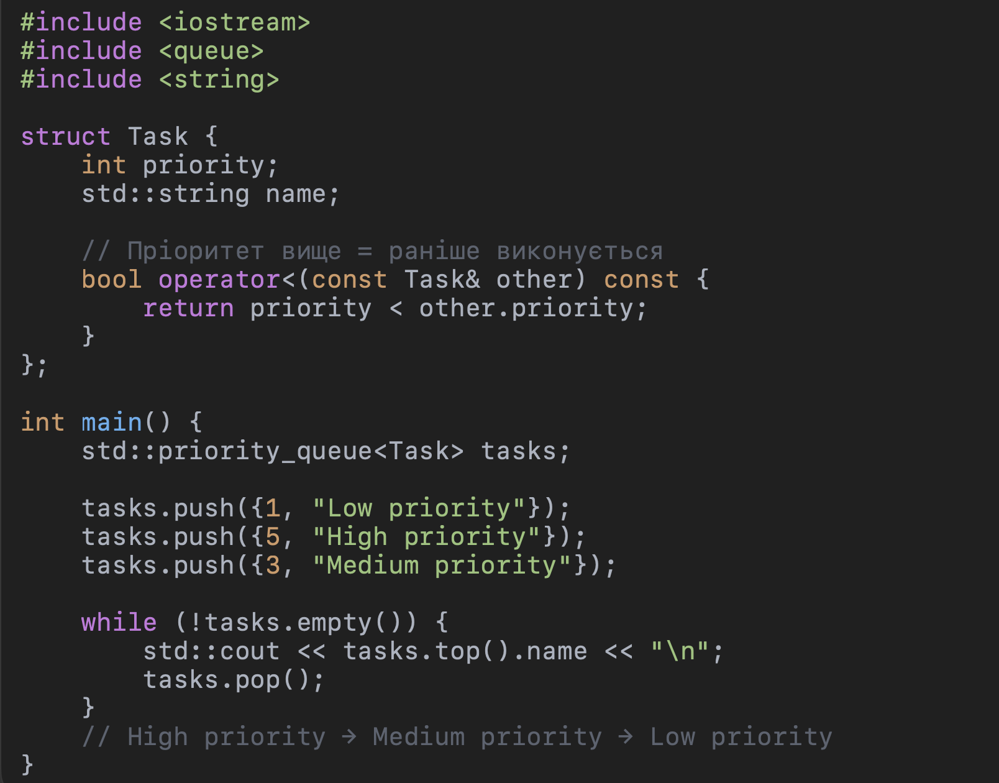 #include <iostream>
#include <queue>
#include <string>

struct Task {
    int priority;
    std::string name;

    // Пріоритет вище = раніше виконується
    bool operator<(const Task& other) const {
        return priority < other.priority;
    }
};

int main() {
    std::priority_queue<Task> tasks;

    tasks.push({1, "Low priority"});
    tasks.push({5, "High priority"});
    tasks.push({3, "Medium priority"});

    while (!tasks.empty()) {
        std::cout << tasks.top().name << "\n";
        tasks.pop();
    }
    // High priority → Medium priority → Low priority
}